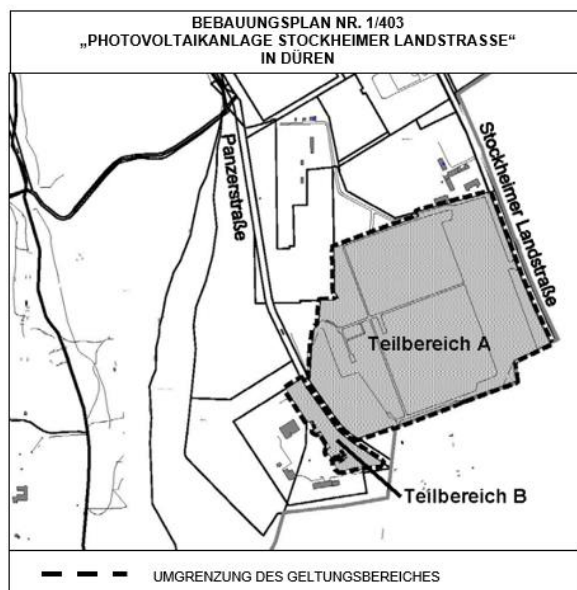 BEBAUUNGSPLAN NR. 1/403
„PHOTOVOLTAIKANLAGE STOCKHEIMER LANDSTRASSE“
IN DÜREN
Panzerstraße
Stockheimer Landstraße
Teilbereich A
Teilbereich B
UMGRENZUNG DES GELTUNGSBEREICHES